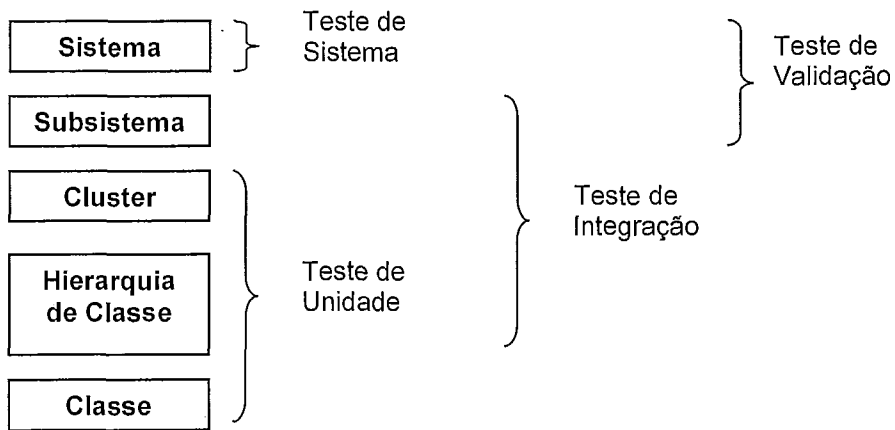 Sistema
Teste de
Sistema
Teste de
Validação
Subsistema
Cluster
Teste de
Integração
Hierarquia
de Classe
Teste de
Unidade
Classe